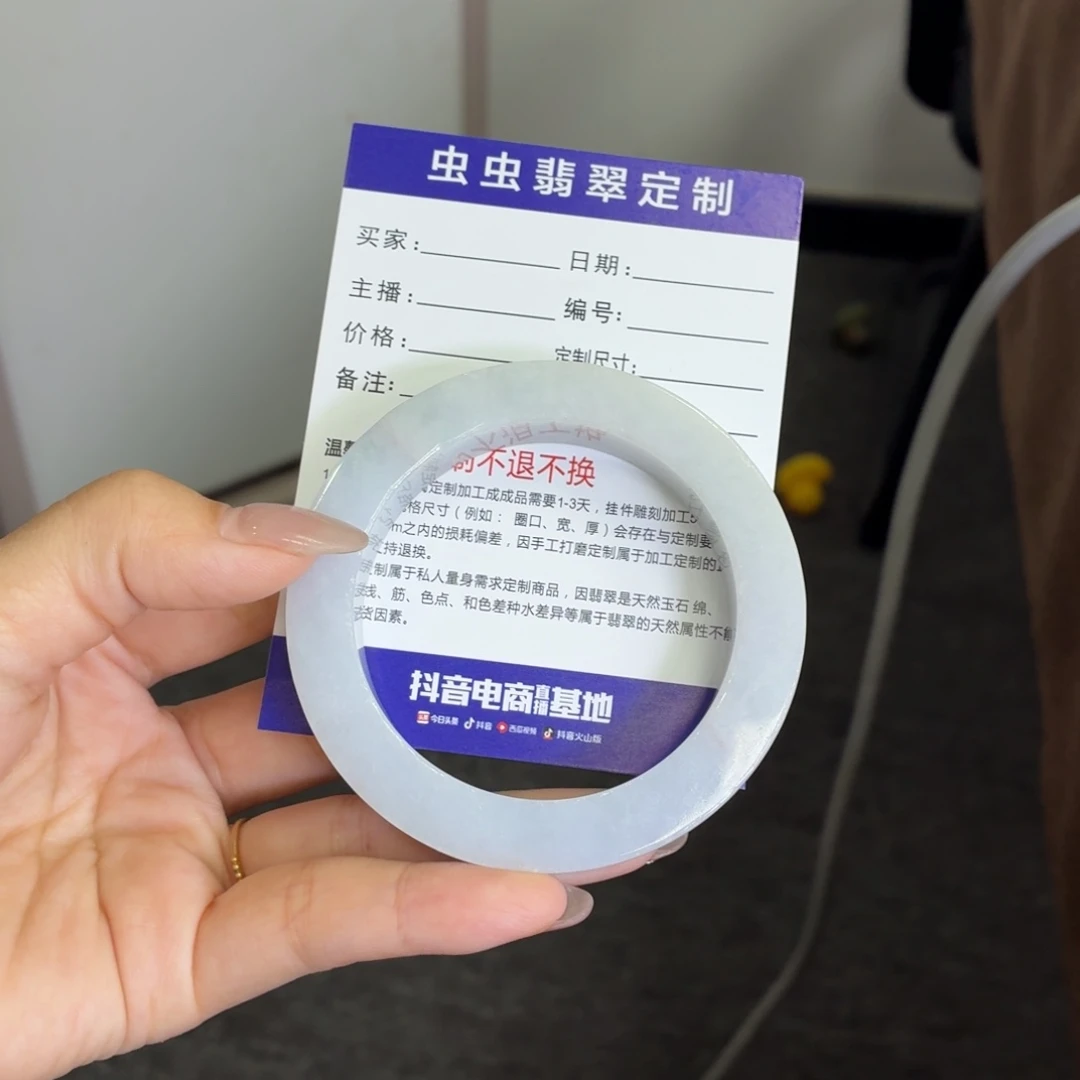 虫虫翡翠定制
买家: 日期:
主播: 编号:
价格: 定制尺寸:
备注:
温
不退不换
定制加工成成品需要1-3天，挂件雕刻加工
格尺寸（例如： 圈口、宽、厚）会存在与定制要
m之内的损耗偏差，因手工打磨定制属于加工定制的
持退换。
制属于私人量身需求定制商品，因翡翠是天然玉石 绵、
筋、色点、和色差种水差异等属于翡翠的天然属性不能
货因素。
抖音电商直播基地
今日头条 抖音 西瓜视频 抖音火山版